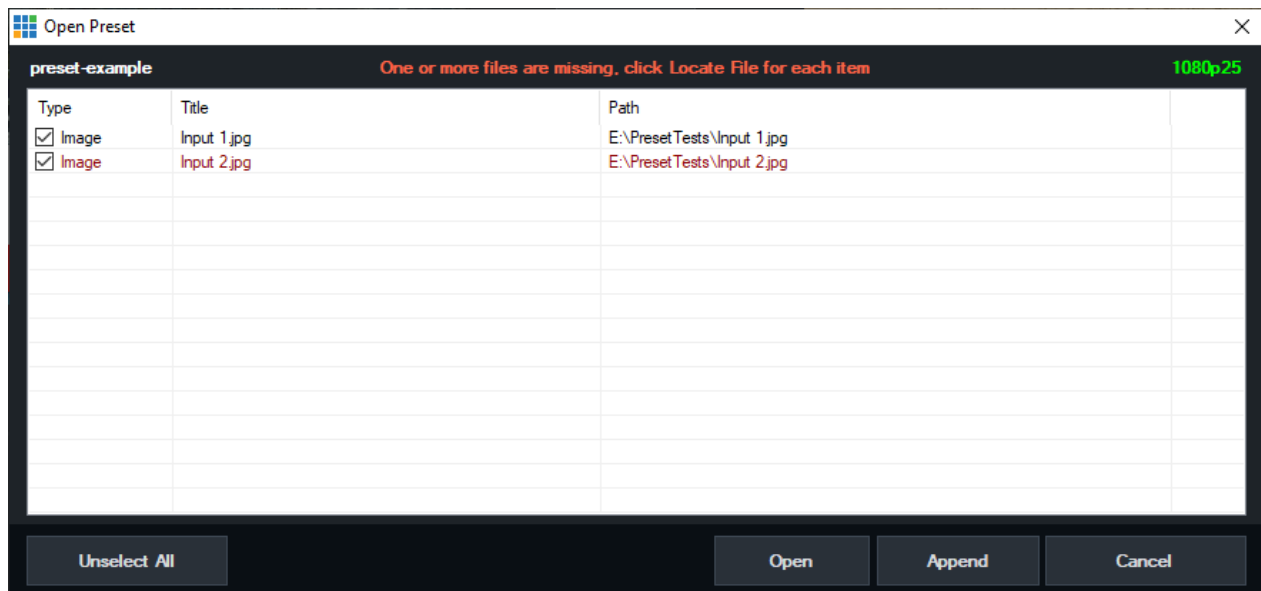 Open Preset
preset-example One or more files are missing, click Locate File for each item 1080p25
Type Title Path
Image Input 1.jpg E:\PresetTests\Input 1.jpg
Image Input 2.jpg E:\PresetTests\Input 2.jpg
Unselect All Open Append Cancel